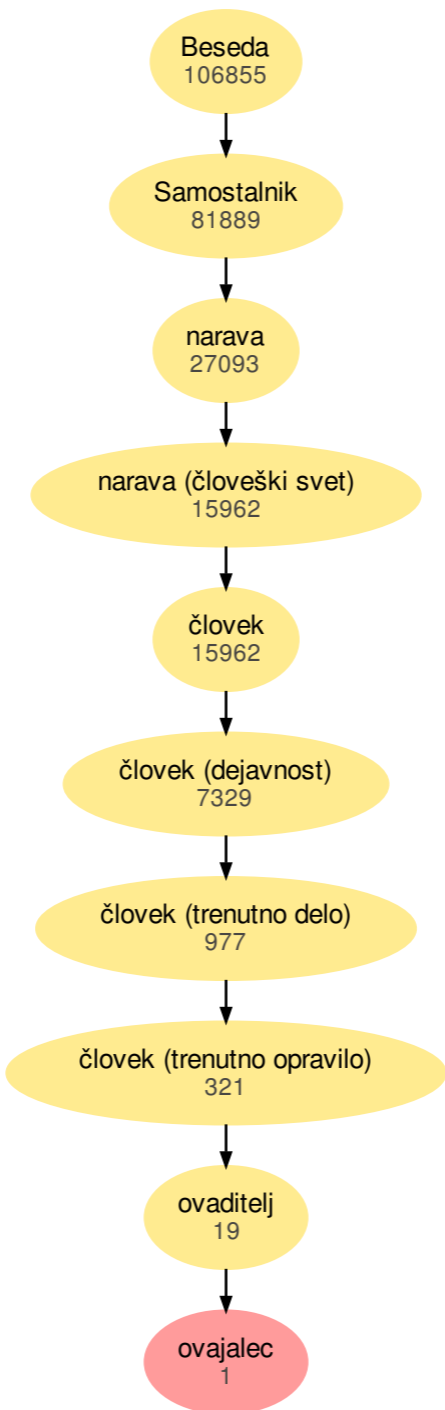 Beseda
106855
Samostalnik
81889
narava
27093
narava (človeški svet)
15962
človek
15962
človek (dejavnost)
7329
človek (trenutno delo)
977
človek (trenutno opravilo)
321
ovaditelj
19
ovajalec
1